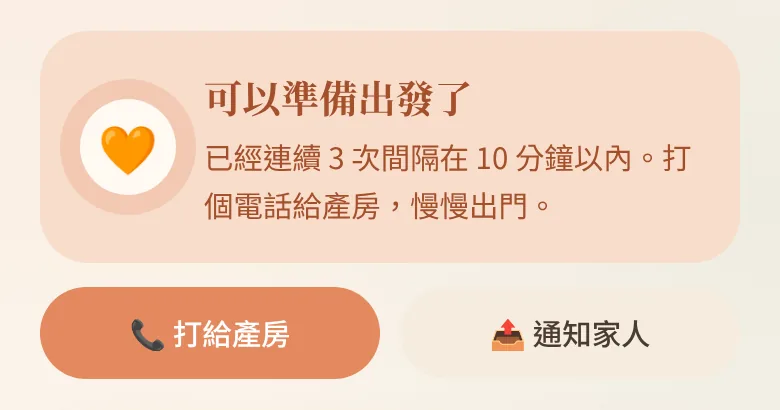 可以準備出發了
已經連續 3 次間隔在 10 分鐘以內。打
個電話給產房，慢慢出門。
打給產房
通知家人